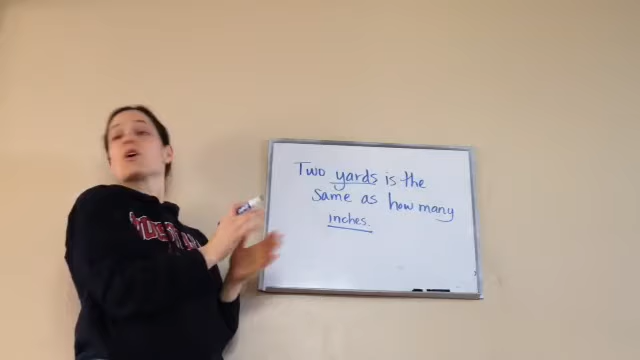 Two yards is the
same as how many
inches.